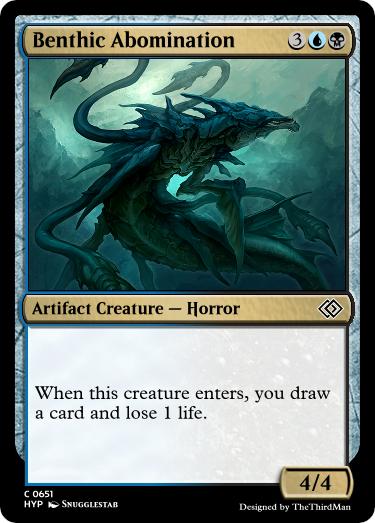 Benthic Abomination 3
Artifact Creature — Horror
When this creature enters, you draw
a card and lose 1 life.
4/4
C 0651
HYP Snugglestab
Designed by TheThirdMan